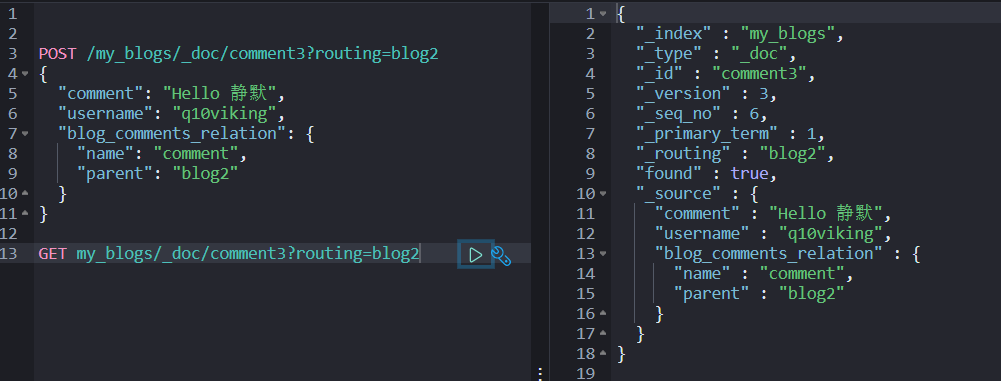 1
2
3 POST /my_blogs/_doc/comment3?routing=blog2
4 {
5 "comment": "Hello 静默",
6 "username": "q10viking",
7 "blog_comments_relation": {
8 "name": "comment",
9 "parent": "blog2"
10 }
11 }
12
13 GET my_blogs/_doc/comment3?routing=blog2
1 {
2 "_index" : "my_blogs",
3 "_type" : "_doc",
4 "_id" : "comment3",
5 "_version" : 3,
6 "_seq_no" : 6,
7 "_primary_term" : 1,
8 "_routing" : "blog2",
9 "found" : true,
10 "_source" : {
11 "comment" : "Hello 静默",
12 "username" : "q10viking",
13 "blog_comments_relation" : {
14 "name" : "comment",
15 "parent" : "blog2"
16 }
17 }
18 }
19